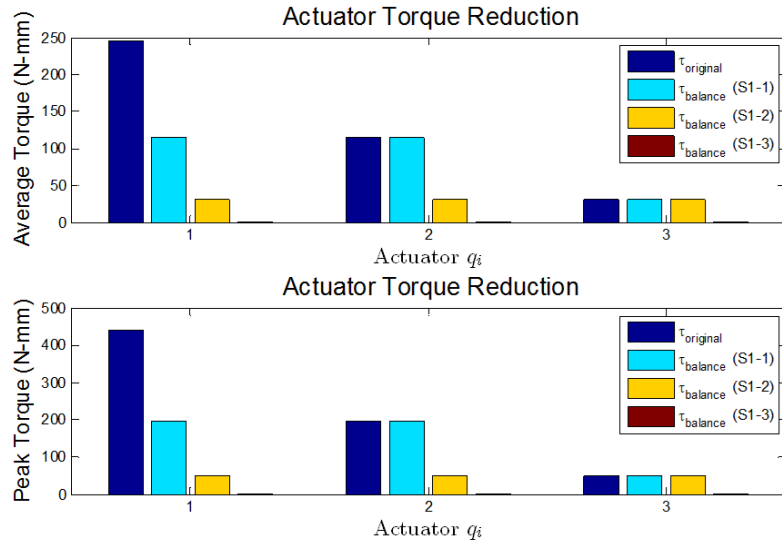 Actuator Torque Reduction
Average Torque (N-mm)
250
200
150
100
50
0
τoriginal
τbalance (S1-1)
τbalance (S1-2)
τbalance (S1-3)
1 2 3
Actuator qi
Actuator Torque Reduction
Peak Torque (N-mm)
500
400
300
200
100
0
τoriginal
τbalance (S1-1)
τbalance (S1-2)
τbalance (S1-3)
1 2 3
Actuator qi